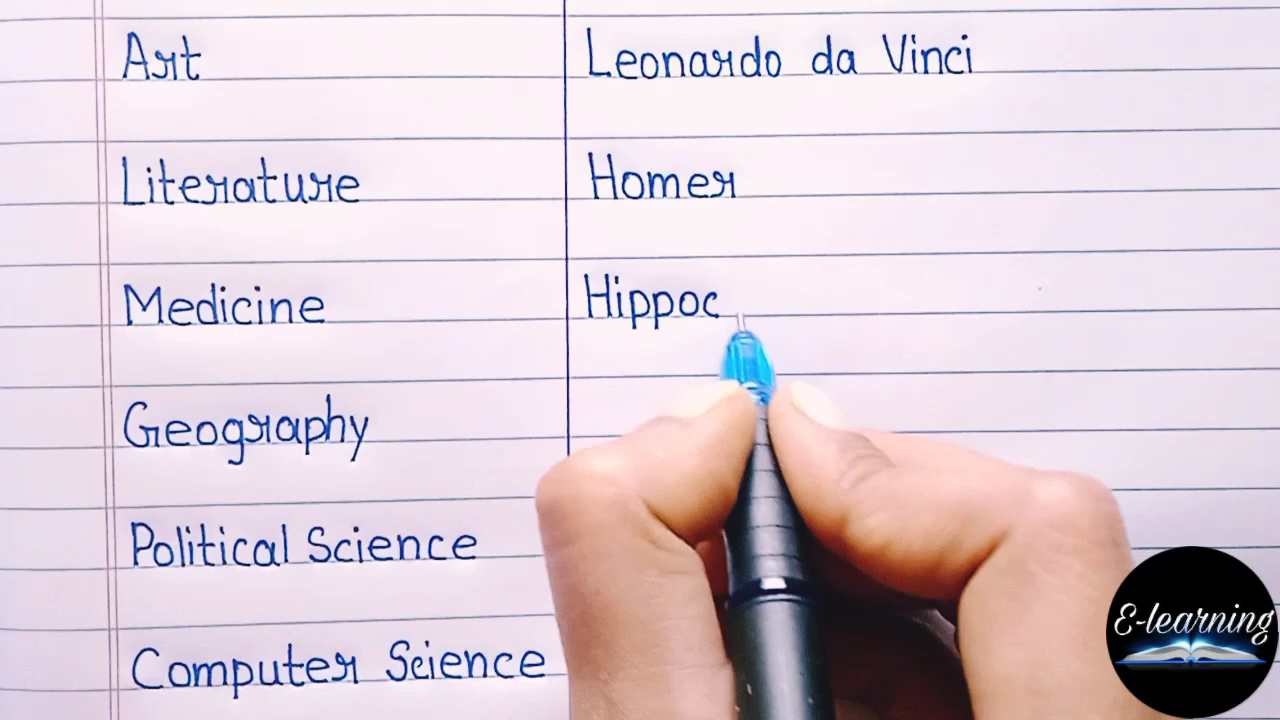 Art Leonardo da Vinci
Literature Homer
Medicine Hippoc
Geography
Political Science
Computer Science
E-learning